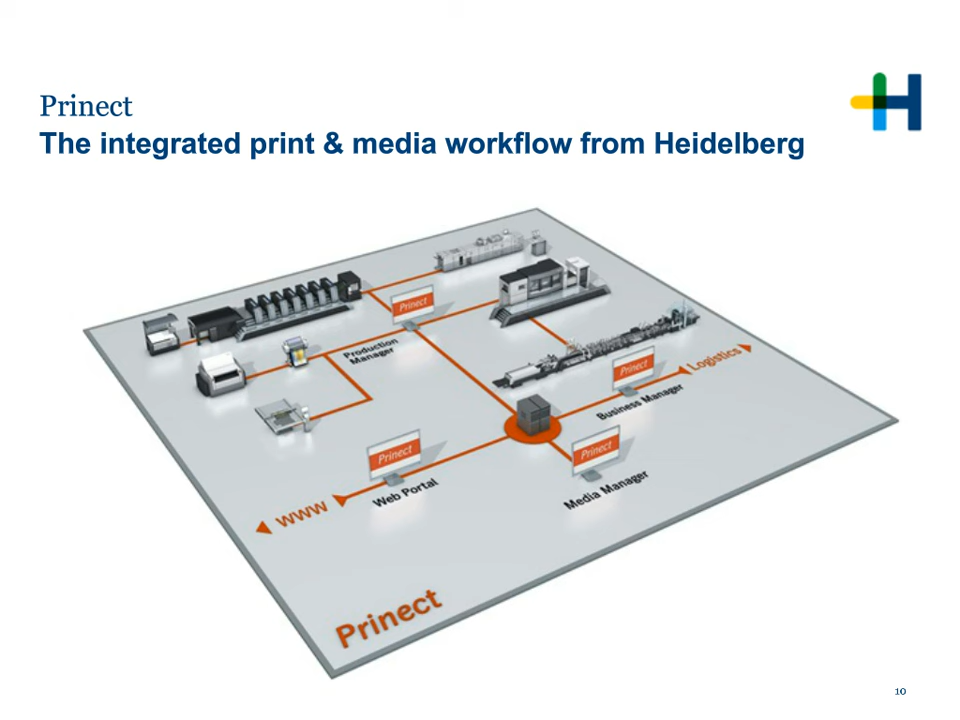 Prinect
The integrated print & media workflow from Heidelberg
Prinect
Production
Manager
Prinect
Logistics
Business Manager
Prinect
Prinect
Media Manager
Web Portal
WWW
Prinect
10